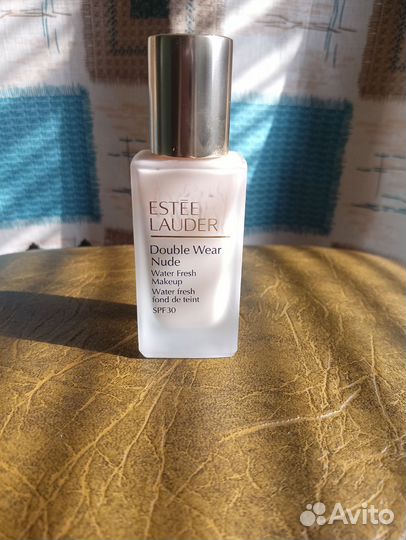 ESTĒE
LAUDER
Double Wear
Nude
Water Fresh
Makeup
Water fresh
fond de teint
SPF 30
Avito